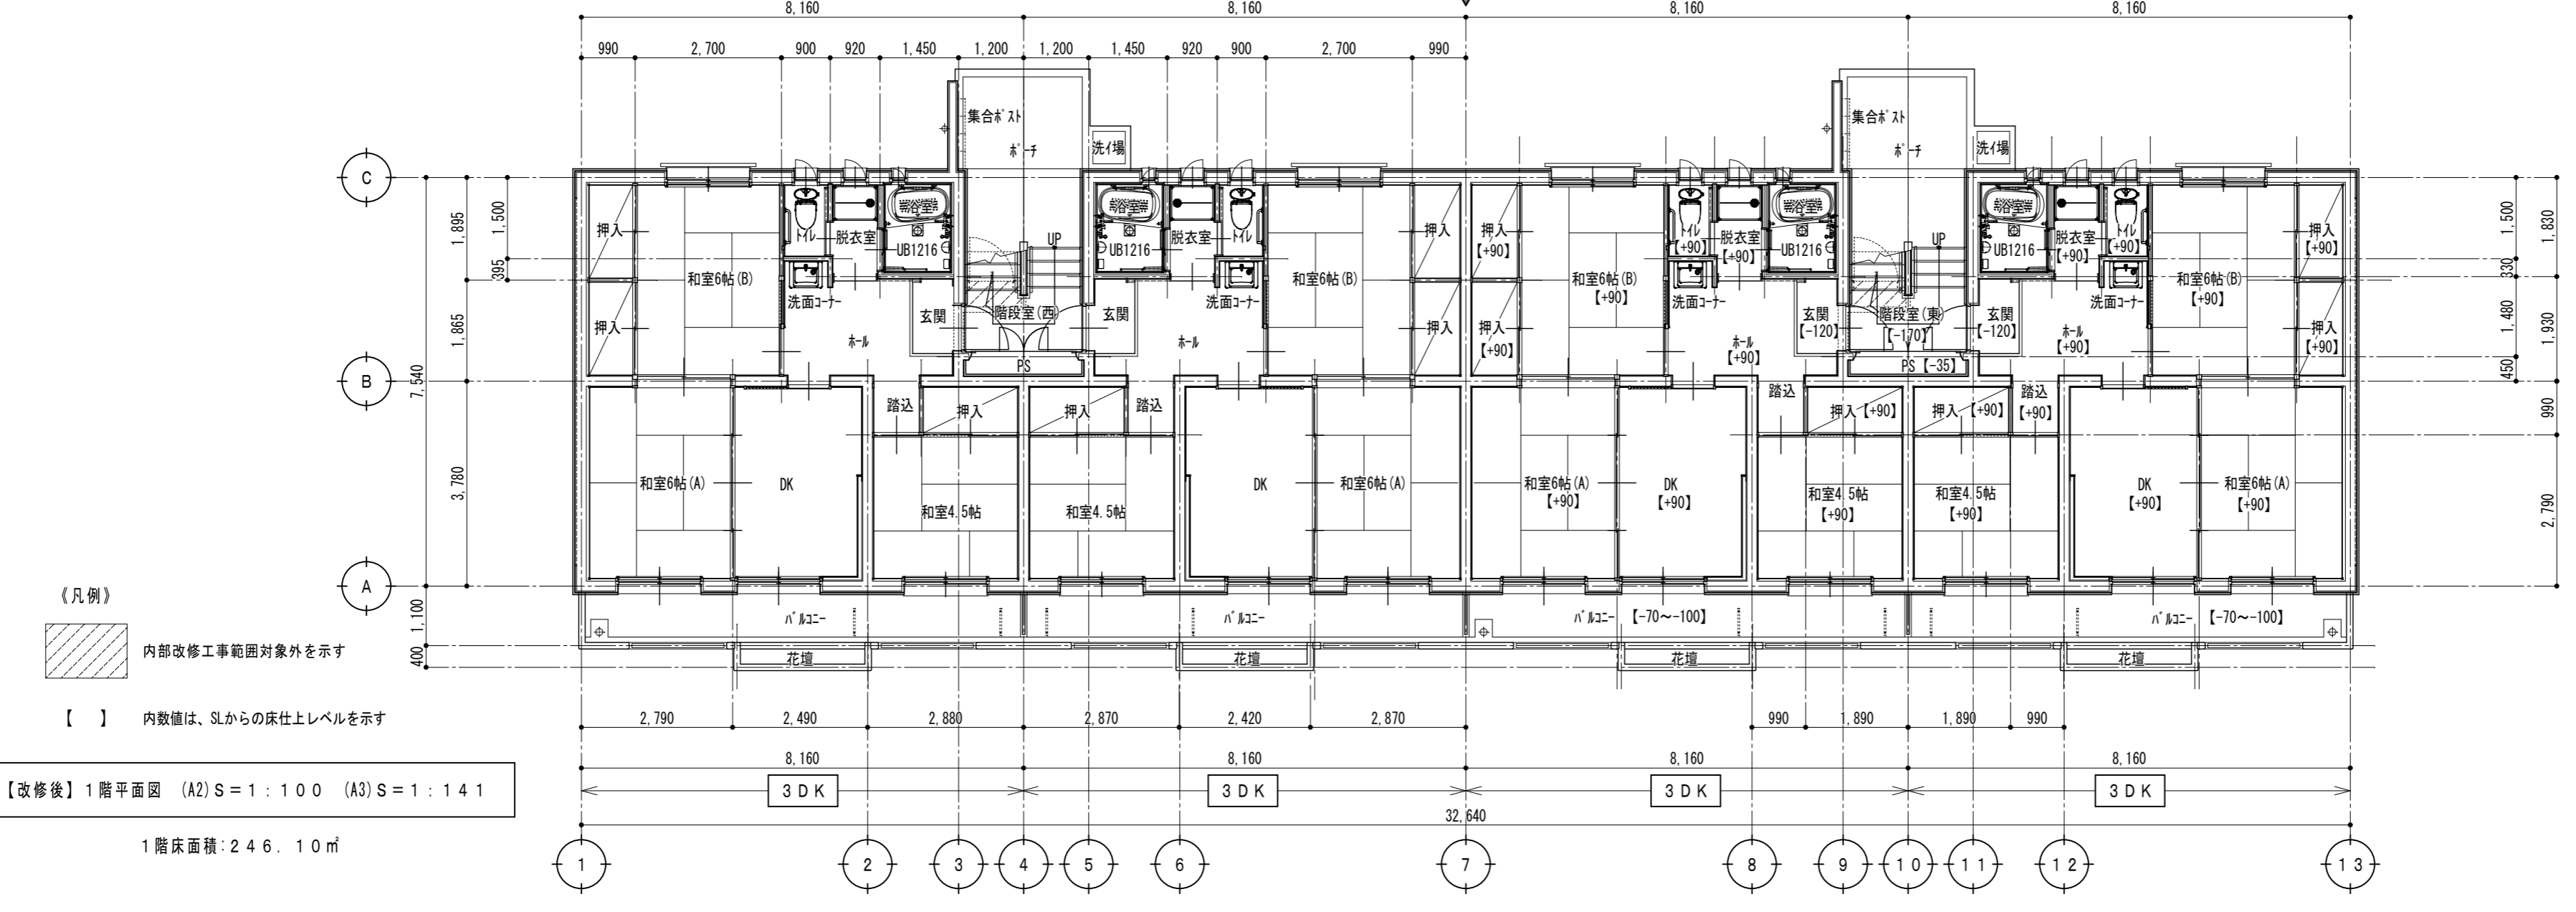 8,160 8,160 8,160 8,160
990 2,700 900 920 1,450 1,200 1,200 1,450 920 900 2,700 990
集合ポスト 集合ポスト
ポーチ 洗イ場 ポーチ 洗イ場
C
押入 トイレ 脱衣室 浴室 UB1216 UP 浴室 UB1216 脱衣室 トイレ 押入
押入【+90】 トイレ【+90】 脱衣室【+90】 浴室 UB1216 UP 浴室 UB1216 脱衣室【+90】 トイレ【+90】 押入【+90】
和室6帖(B) 和室6帖(B) 和室6帖(B)【+90】 和室6帖(B)【+90】
洗面コーナー 洗面コーナー 洗面コーナー 洗面コーナー
押入 玄関 階段室(西) 玄関 押入
押入【+90】 玄関【-120】 階段室(東)【-170】 玄関【-120】 押入【+90】
ホール ホール ホール【+90】 ホール【+90】
PS PS【-35】
B
踏込 押入 押入 踏込 踏込 押入【+90】 押入【+90】 踏込【+90】
和室6帖(A) DK DK 和室6帖(A)
和室6帖(A)【+90】 DK【+90】 DK【+90】 和室6帖(A)【+90】
和室4.5帖 和室4.5帖 和室4.5帖【+90】 和室4.5帖【+90】
A
バルコニー バルコニー バルコニー【-70~-100】 バルコニー【-70~-100】
花壇 花壇 花壇 花壇
7,540
1,100
400
1,895
1,865
3,780
1,500
395
1,500
330
1,480
450
1,830
1,930
990
2,790
2,790 2,490 2,880 2,870 2,420 2,870 990 1,890 1,890 990
8,160 8,160 8,160 8,160
3DK 3DK 3DK 3DK
32,640
1 2 3 4 5 6 7 8 9 10 11 12 13
《凡例》
内部改修工事範囲対象外を示す
【 】 内数値は、SLからの床仕上レベルを示す
【改修後】1階平面図 (A2)S=1:100 (A3)S=1:141
1階床面積:246.10㎡